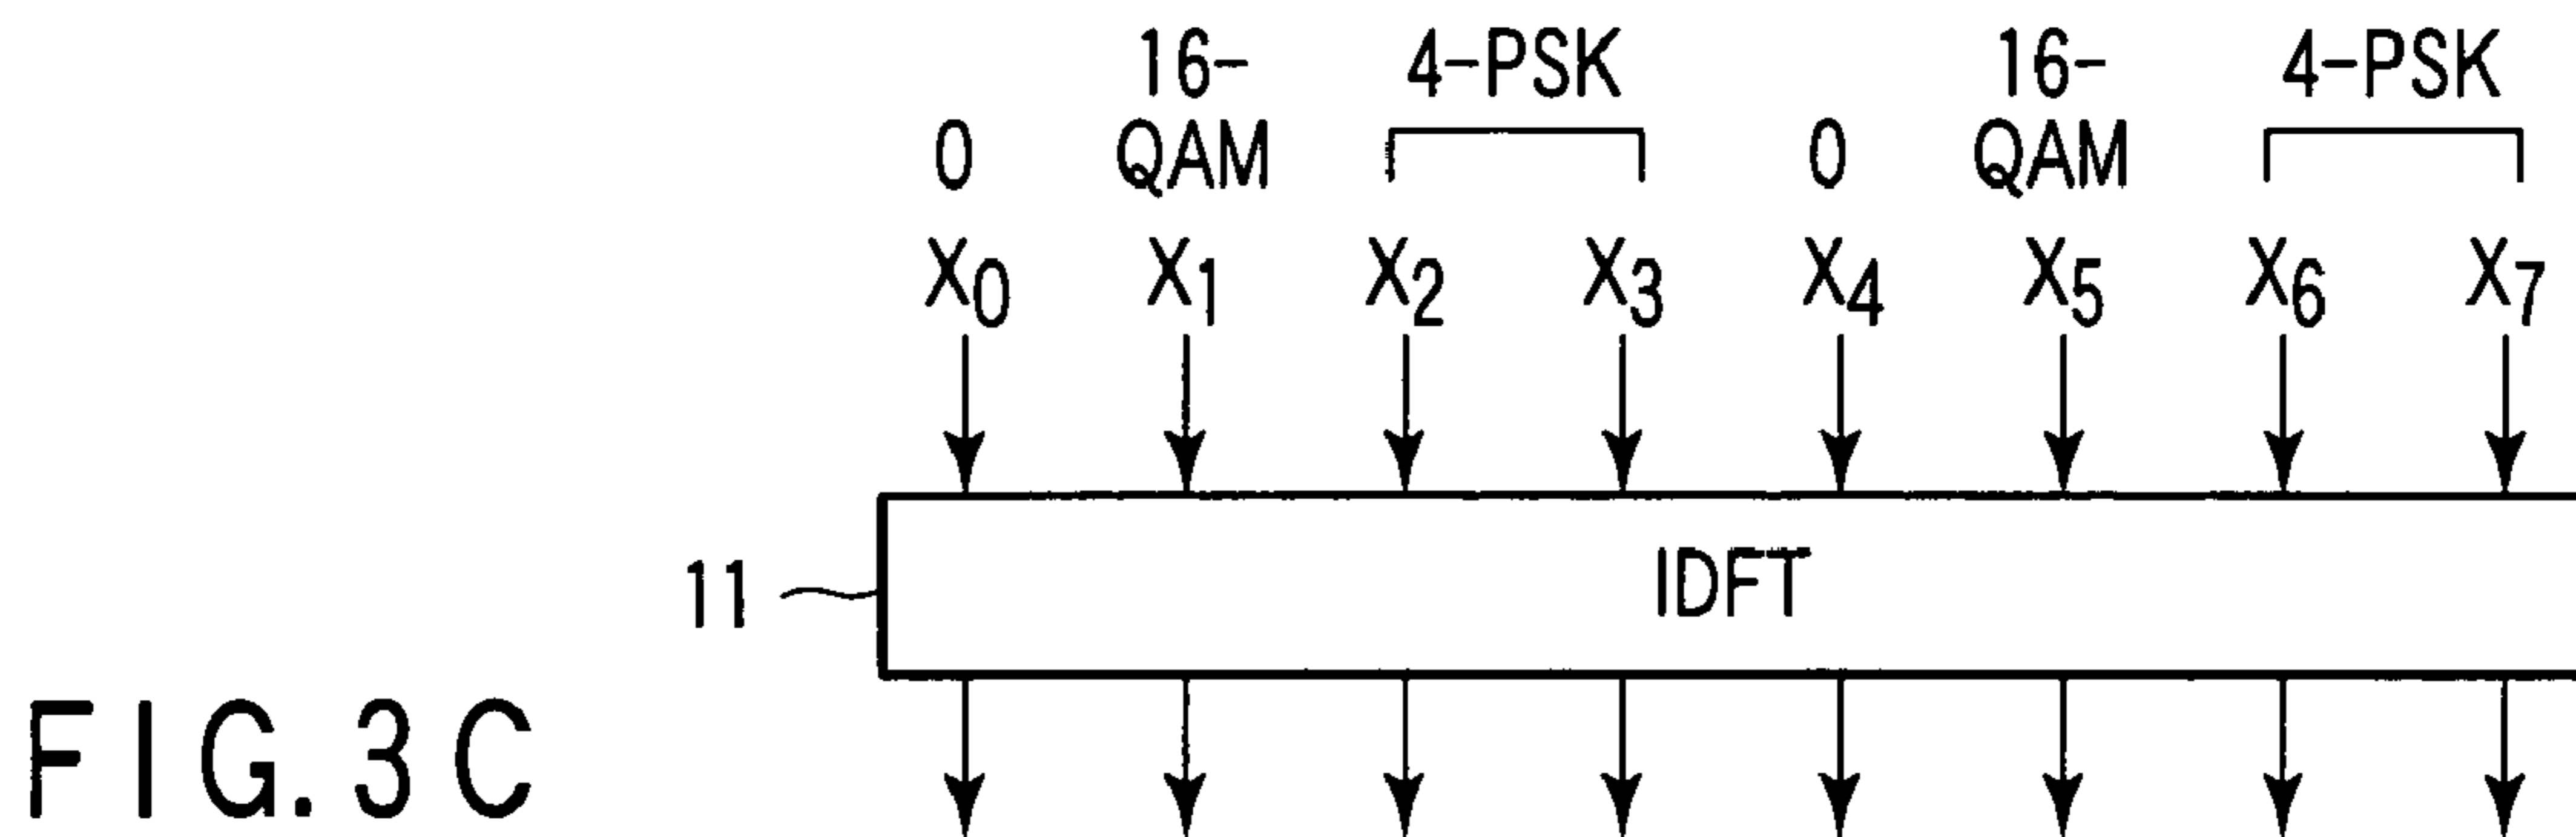 16- 4-PSK 16- 4-PSK
0 QAM 0 QAM
X0 X1 X2 X3 X4 X5 X6 X7
11 IDFT
FIG. 3C